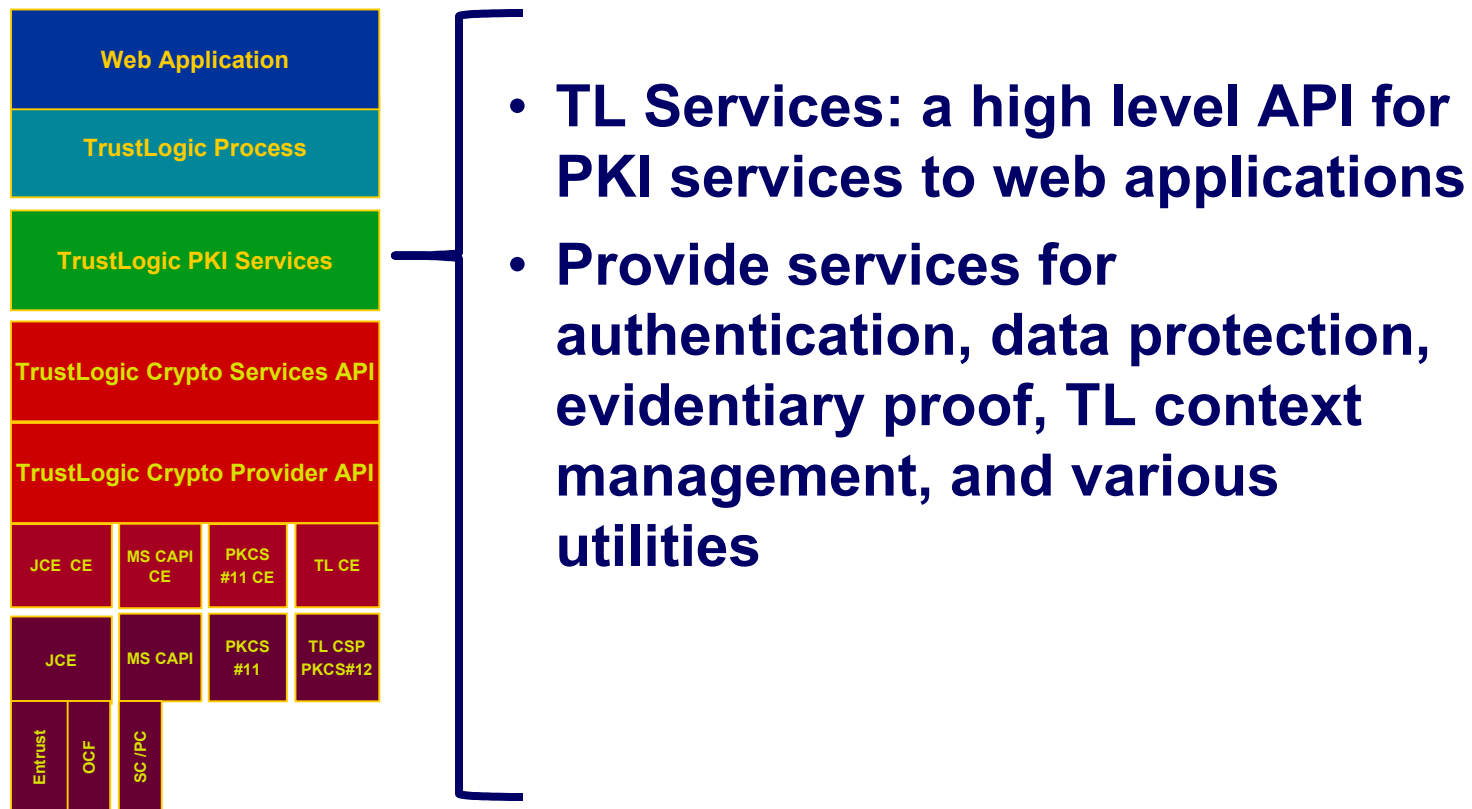 Web Application
TrustLogic Process
TrustLogic PKI Services
TrustLogic Crypto Services API
TrustLogic Crypto Provider API
JCE CE
MS CAPI
CE
PKCS
#11 CE
TL CE
JCE
MS CAPI
PKCS
#11
TL CSP
PKCS#12
Entrust
OCF
SC /PC
• TL Services: a high level API for
PKI services to web applications
• Provide services for
authentication, data protection,
evidentiary proof, TL context
management, and various
utilities